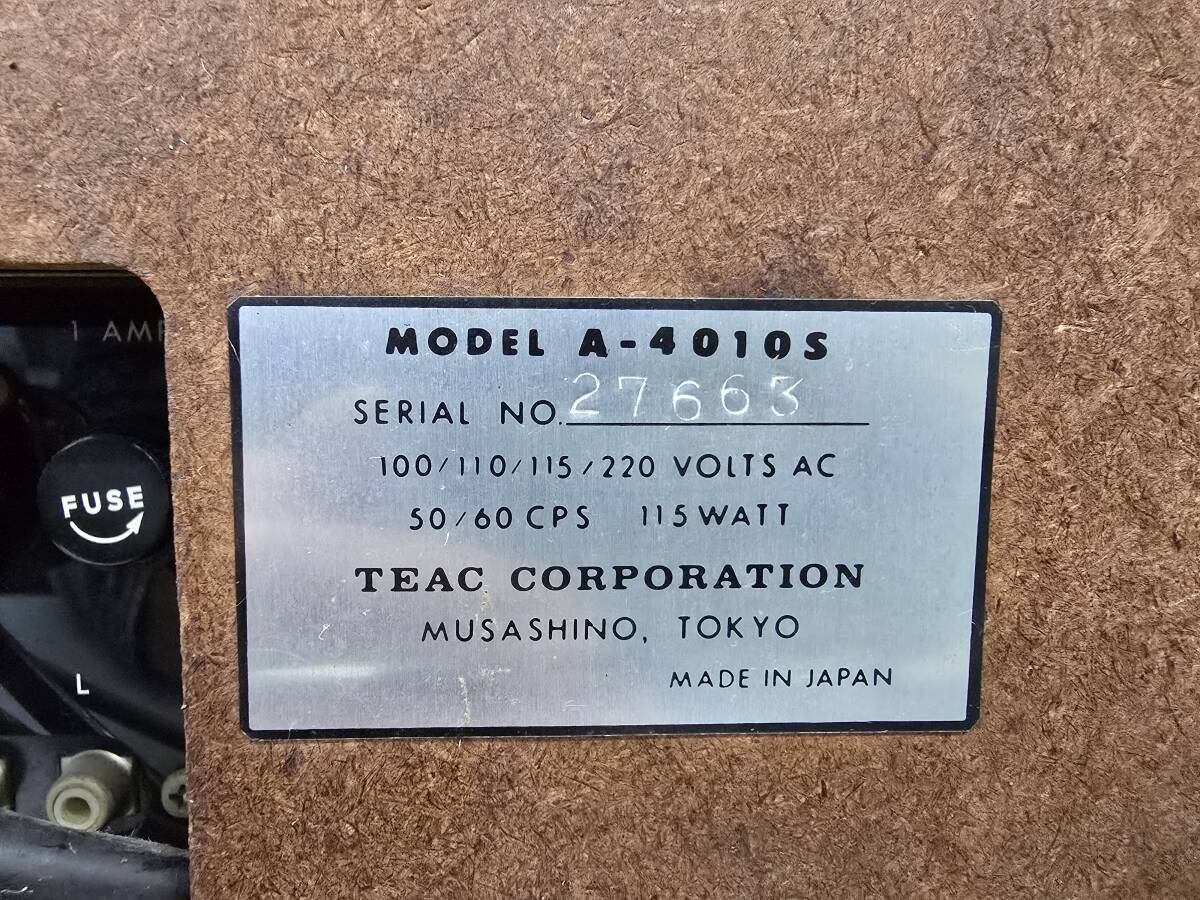 1 AMP
FUSE
L
MODEL A-4010S
SERIAL NO. 27663
100/110/115/220 VOLTS AC
50/60 CPS 115 WATT
TEAC CORPORATION
MUSASHINO, TOKYO
MADE IN JAPAN